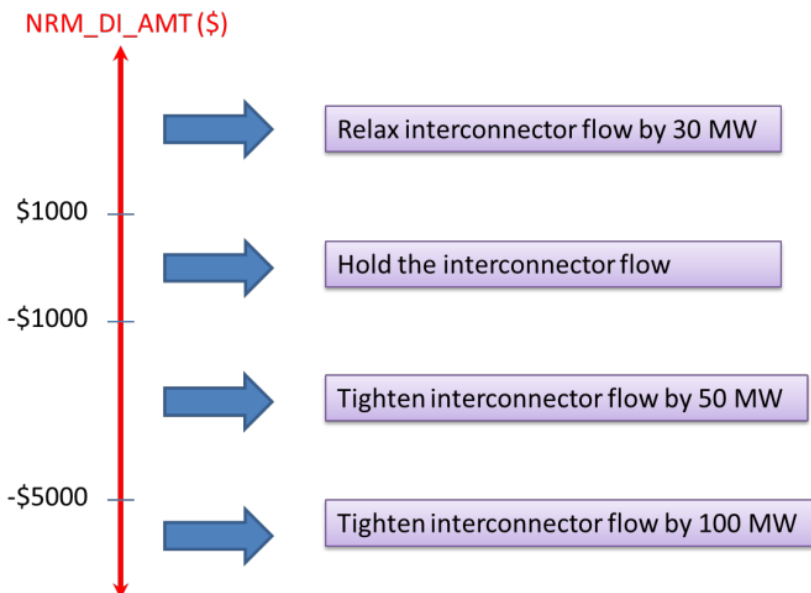 NRM_DI_AMT ($)
Relax interconnector flow by 30 MW
$1000
Hold the interconnector flow
-$1000
Tighten interconnector flow by 50 MW
-$5000
Tighten interconnector flow by 100 MW